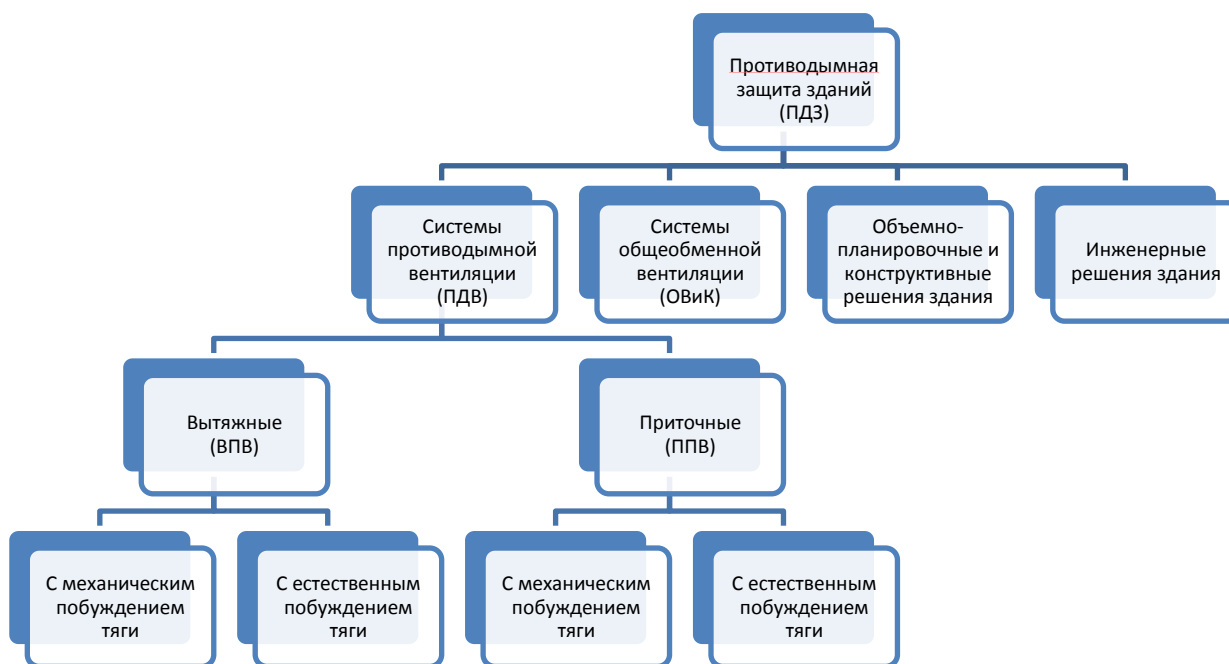 Противодымная
защита зданий
(ПДЗ)
Системы
противодымной
вентиляции
(ПДВ)
Системы
общеобменной
вентиляции
(ОВиК)
Объемно-
планировочные и
конструктивные
решения здания
Инженерные
решения здания
Вытяжные
(ВПВ)
Приточные
(ППВ)
С механическим
побуждением
тяги
С естественным
побуждением
тяги
С механическим
побуждением
тяги
С естественным
побуждением
тяги